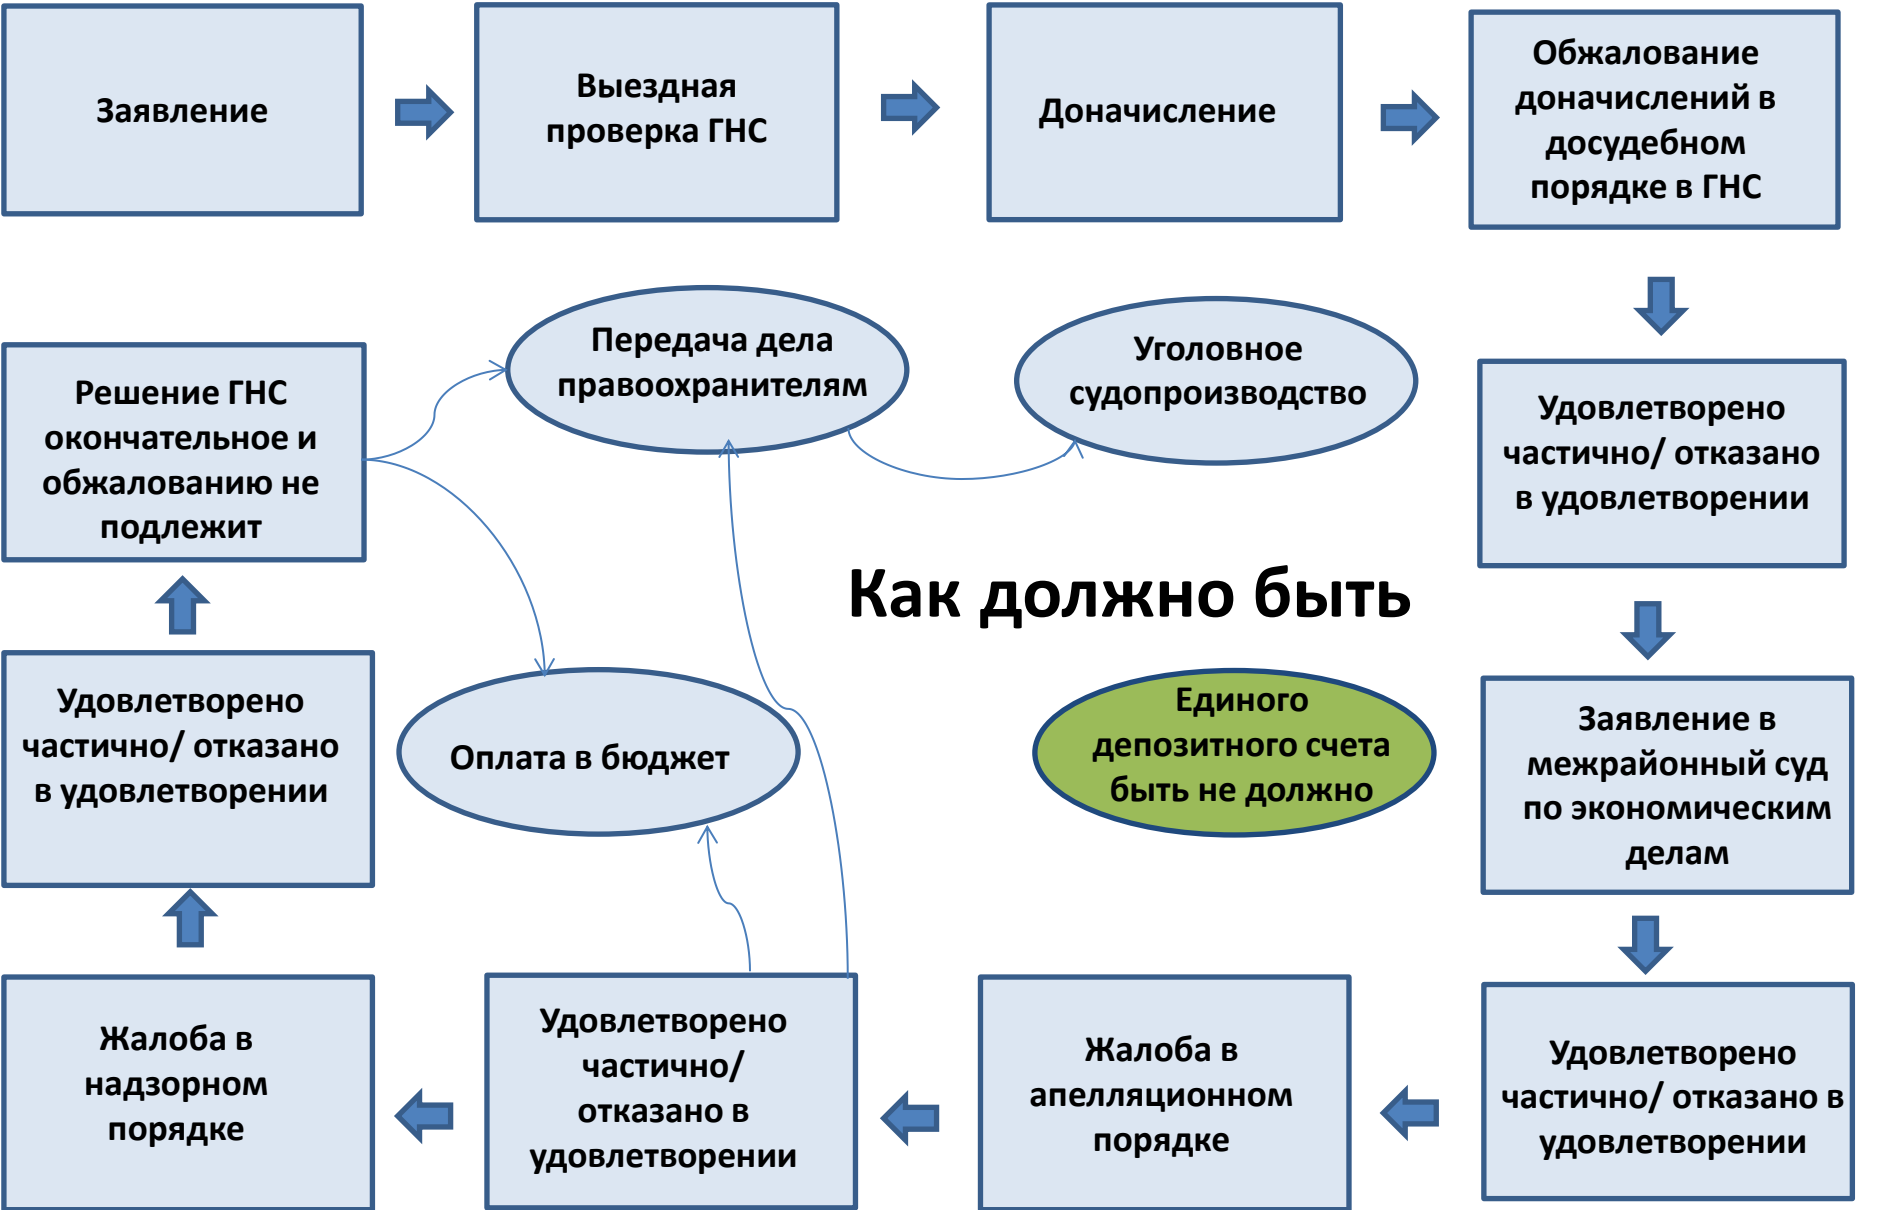 Заявление
Выездная
проверка ГНС
Доначисление
Обжалование
доначислений в
досудебном
порядке в ГНС
Решение ГНС
окончательное и
обжалованию не
подлежит
Передача дела
правоохранителям
Уголовное
судопроизводство
Удовлетворено
частично/ отказано
в удовлетворении
Как должно быть
Удовлетворено
частично/ отказано
в удовлетворении
Оплата в бюджет
Единого
депозитного счета
быть не должно
Заявление в
межрайонный суд
по экономическим
делам
Жалоба в
надзорном
порядке
Удовлетворено
частично/
отказано в
удовлетворении
Жалоба в
апелляционном
порядке
Удовлетворено
частично/ отказано в
удовлетворении